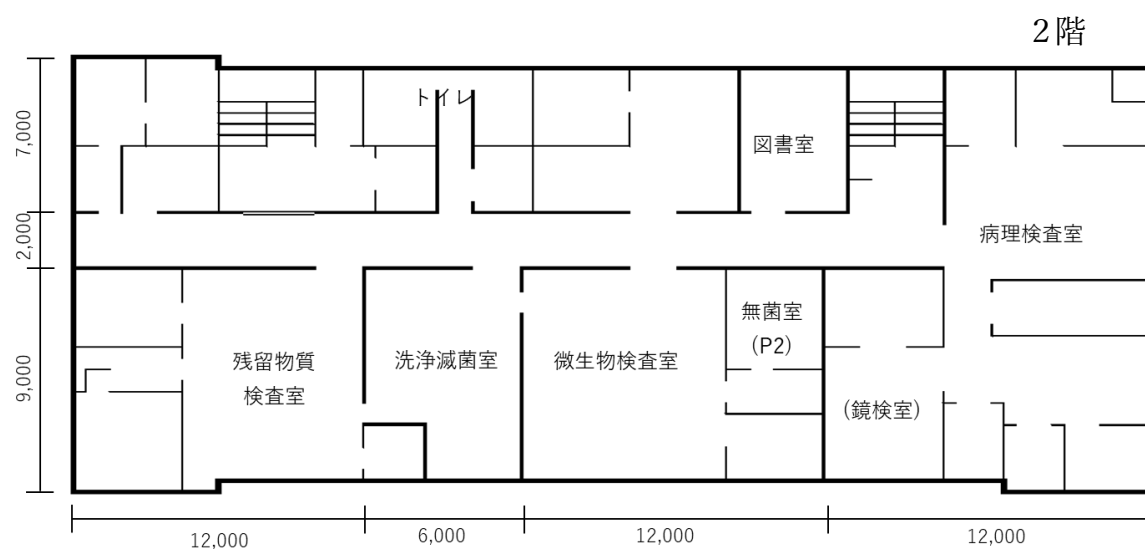 2階
トイレ
図書室
病理検査室
無菌室
(P2)
残留物質
検査室
洗浄滅菌室
微生物検査室
(鏡検室)
7,000
2,000
9,000
12,000
6,000
12,000
12,000